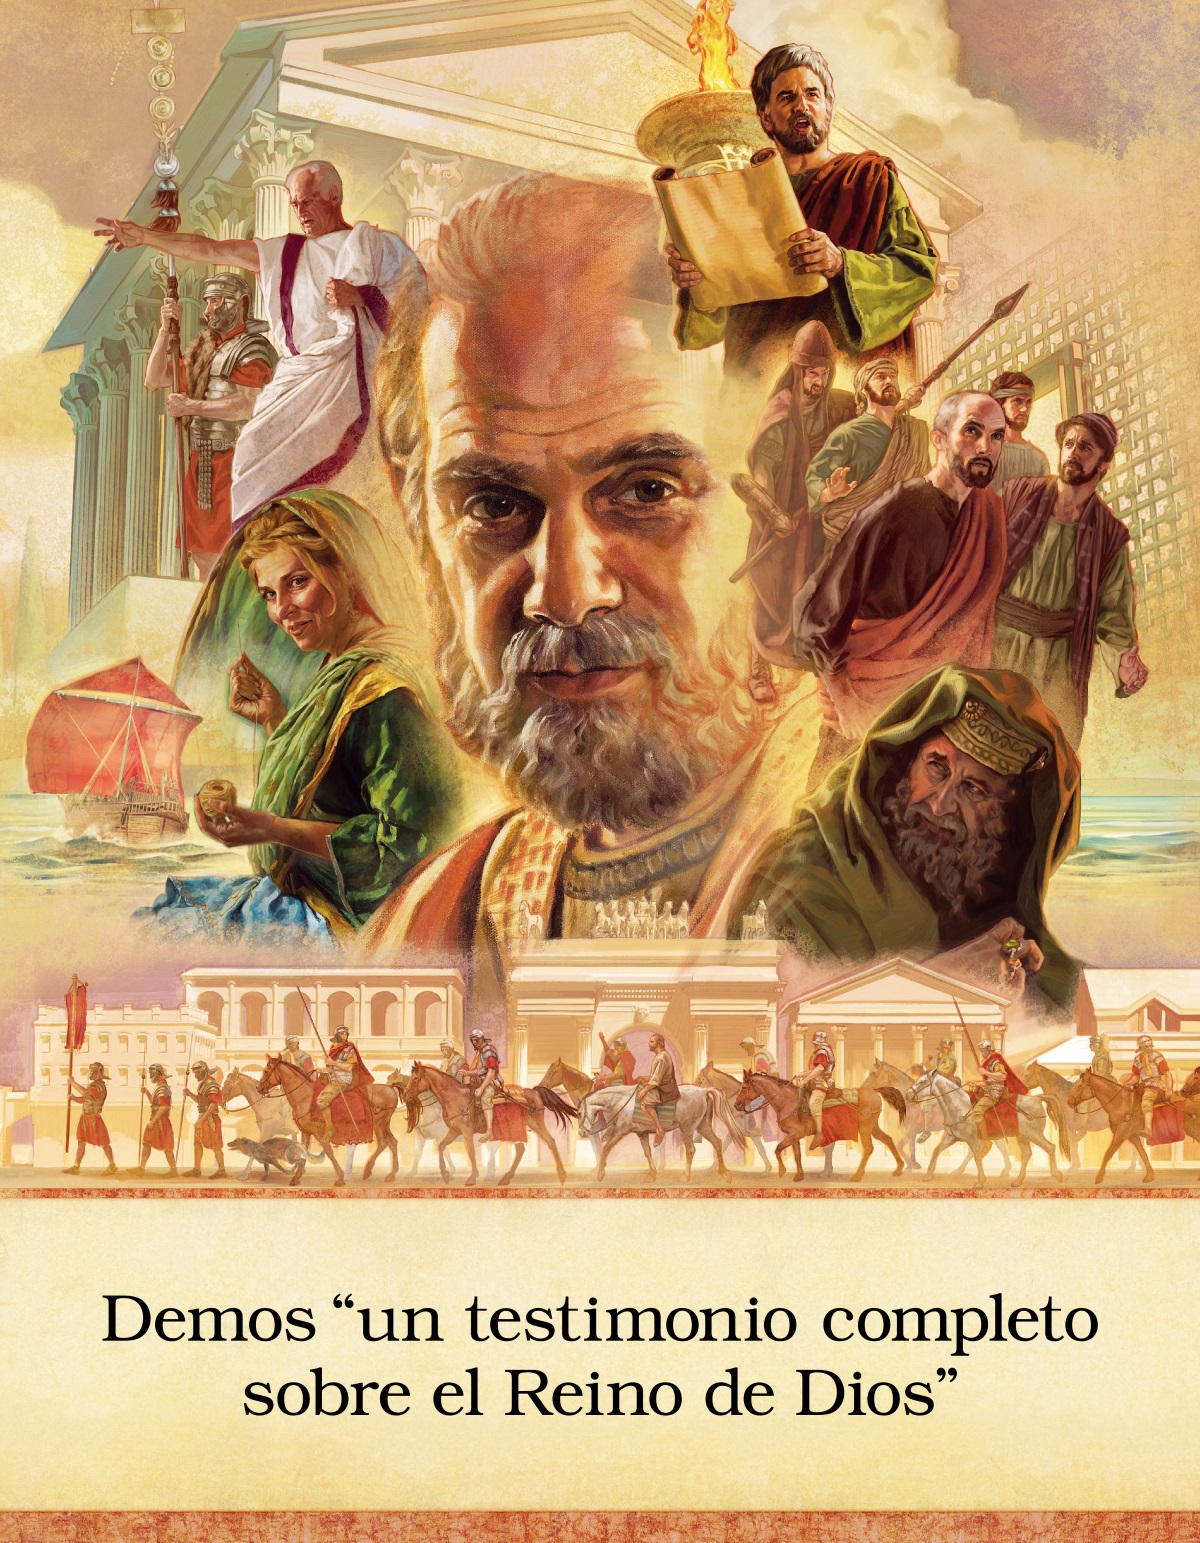 Demos “un testimonio completo
sobre el Reino de Dios”